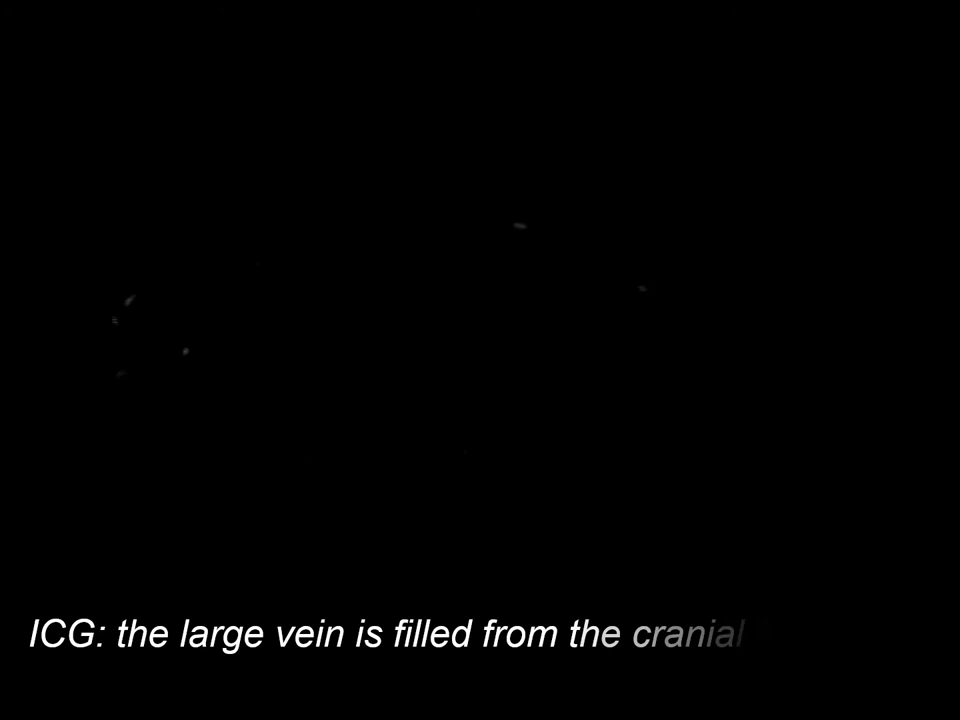 ICG: the large vein is filled from the cranial